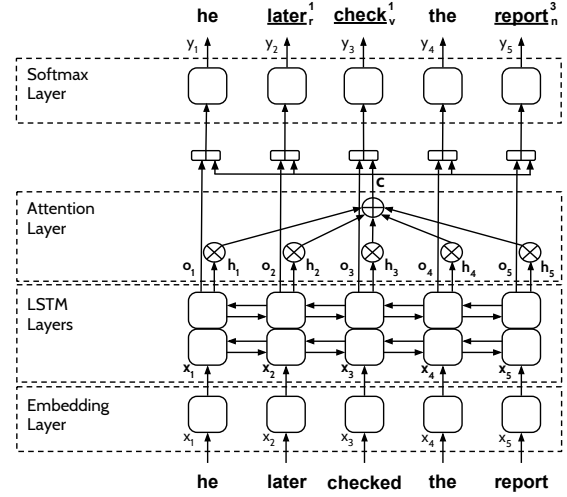 he later¹ᵣ check¹ᵥ the report³ₙ
y₁ y₂ y₃ y₄ y₅
Softmax
Layer
c
Attention
Layer
o₁ h₁ o₂ h₂ o₃ h₃ o₄ h₄ o₅ h₅
LSTM
Layers
x₁ x₂ x₃ x₄ x₅
Embedding
Layer
x₁ x₂ x₃ x₄ x₅
he later checked the report